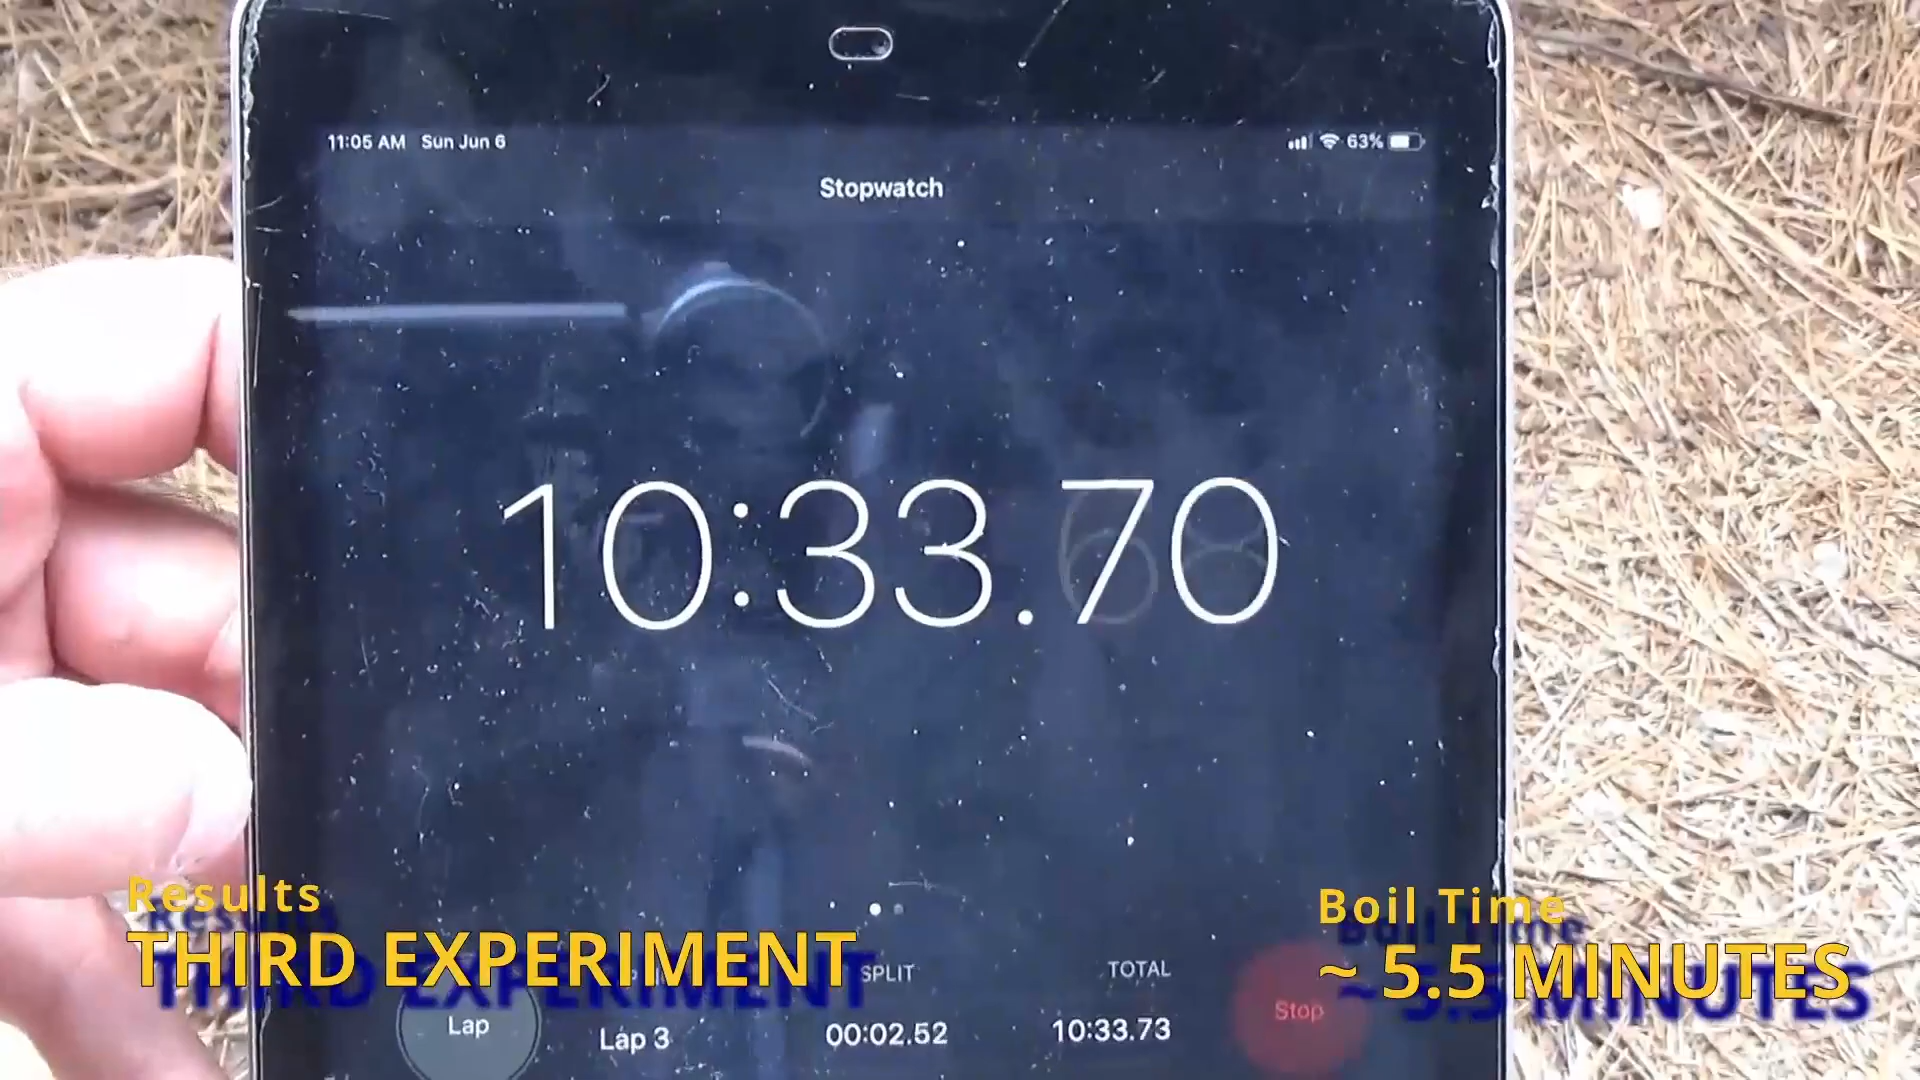 11:05 AM Sun Jun 6
63%
Stopwatch
10:33.70
Results
THIRD EXPERIMENT
Boil Time
~ 5.5 MINUTES
SPLIT TOTAL
Lap
Lap 3 00:02.52 10:33.73
Stop